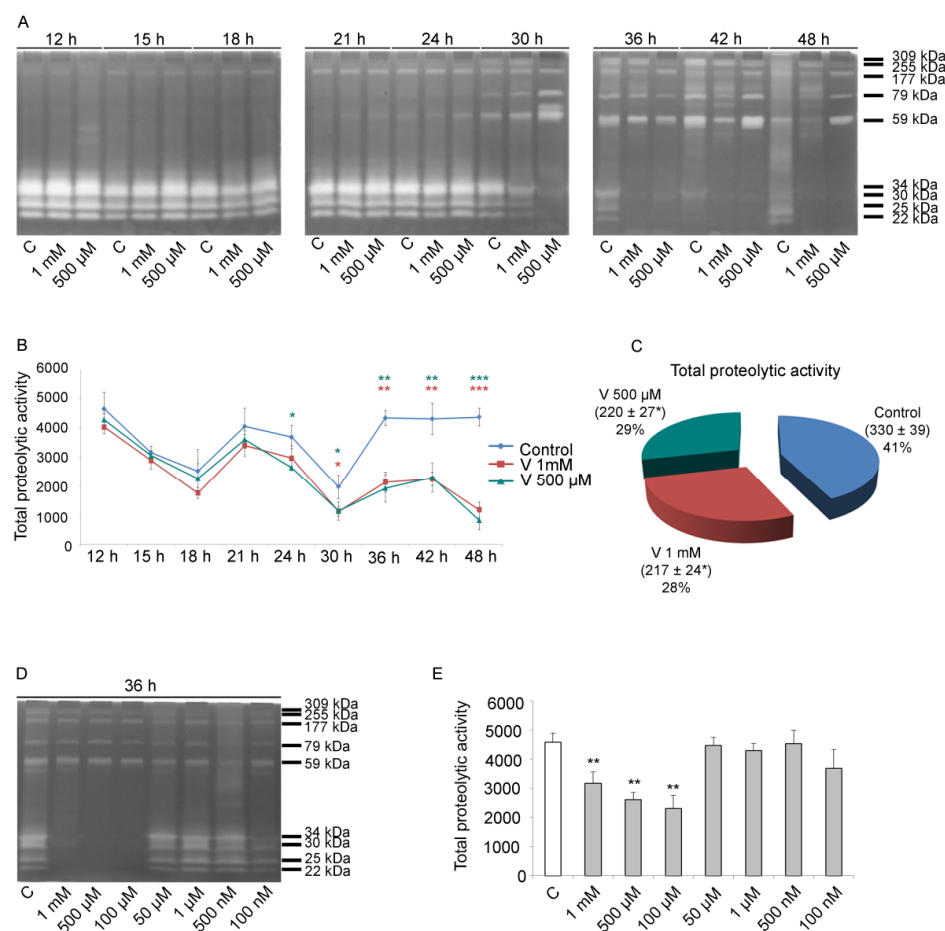 A
12 h 15 h 18 h 21 h 24 h 30 h 36 h 42 h 48 h
309 kDa
255 kDa
177 kDa
79 kDa
59 kDa
34 kDa
30 kDa
25 kDa
22 kDa
C 1 mM 500 µM C 1 mM 500 µM C 1 mM 500 µM C 1 mM 500 µM C 1 mM 500 µM C 1 mM 500 µM C 1 mM 500 µM C 1 mM 500 µM C 1 mM 500 µM
B
Total proteolytic activity
6000
5000
4000
3000
2000
1000
0
12 h 15 h 18 h 21 h 24 h 30 h 36 h 42 h 48 h
* * * ** ** ** ** *** ***
Control
V 1mM
V 500 µM
C
Total proteolytic activity
V 500 µM
(220 ± 27*)
29%
Control
(330 ± 39)
41%
V 1 mM
(217 ± 24*)
28%
D
36 h
309 kDa
255 kDa
177 kDa
79 kDa
59 kDa
34 kDa
30 kDa
25 kDa
22 kDa
C 1 mM 500 µM 100 µM 50 µM 1 µM 500 nM 100 nM
E
Total proteolytic activity
6000
5000
4000
3000
2000
1000
0
** ** **
C 1 mM 500 µM 100 µM 50 µM 1 µM 500 nM 100 nM